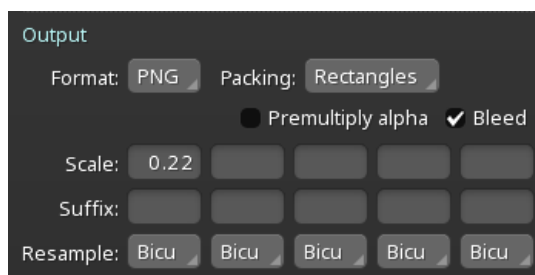 Output
Format: PNG Packing: Rectangles
Premultiply alpha Bleed
Scale: 0.22
Suffix:
Resample: Bicu Bicu Bicu Bicu Bicu